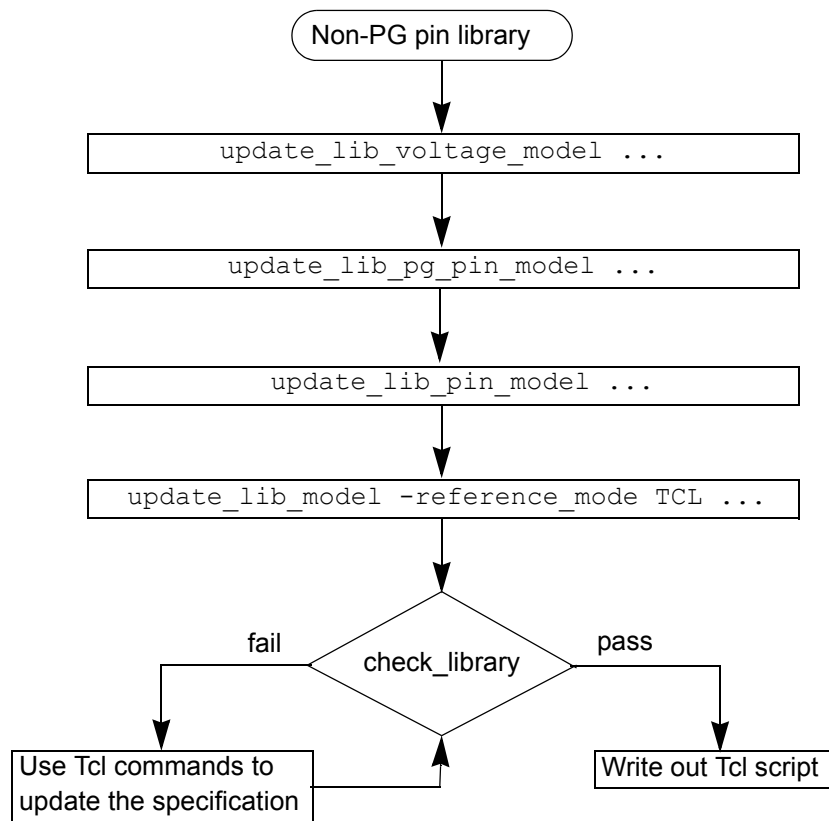 Non-PG pin library
update_lib_voltage_model ...
update_lib_pg_pin_model ...
update_lib_pin_model ...
update_lib_model -reference_mode TCL ...
fail
check_library
pass
Use Tcl commands to
update the specification
Write out Tcl script